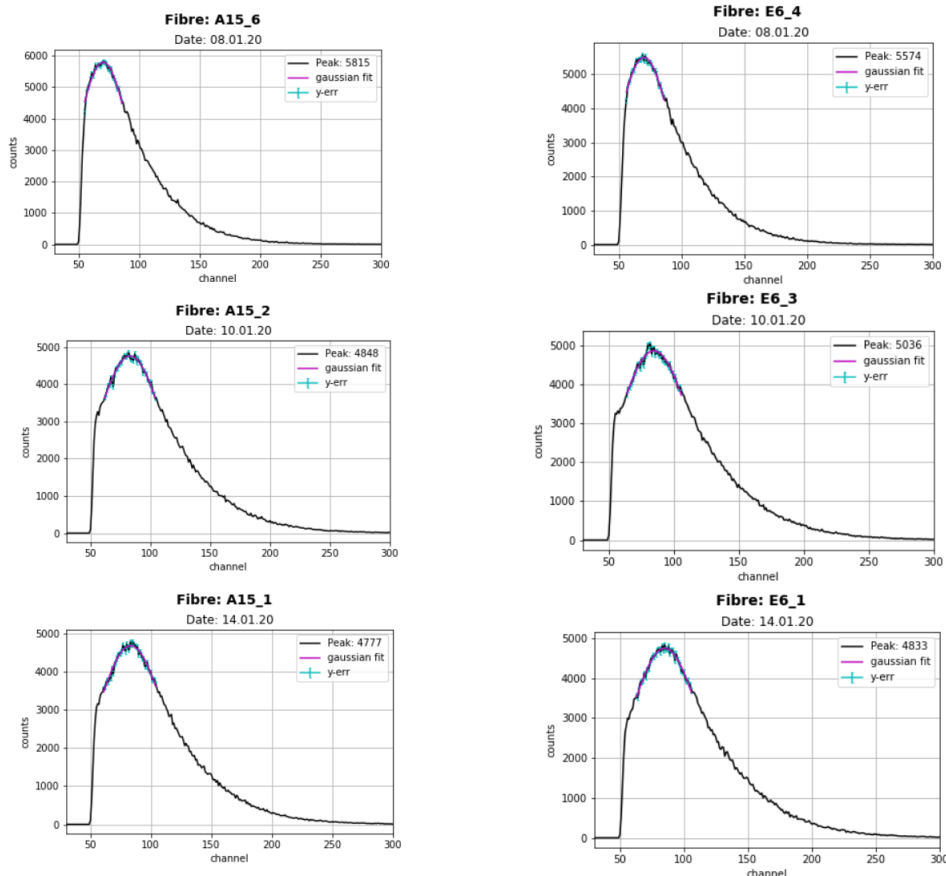 Fibre: A15_6
Date: 08.01.20
Peak: 5815
gaussian fit
y-err
6000
5000
4000
3000
2000
1000
0
counts
50
100
150
200
250
300
channel
Fibre: E6_4
Date: 08.01.20
Peak: 5574
gaussian fit
y-err
5000
4000
3000
2000
1000
0
counts
50
100
150
200
250
300
channel
Fibre: A15_2
Date: 10.01.20
Peak: 4848
gaussian fit
y-err
5000
4000
3000
2000
1000
0
counts
50
100
150
200
250
300
channel
Fibre: E6_3
Date: 10.01.20
Peak: 5036
gaussian fit
y-err
5000
4000
3000
2000
1000
0
counts
50
100
150
200
250
300
channel
Fibre: A15_1
Date: 14.01.20
Peak: 4777
gaussian fit
y-err
5000
4000
3000
2000
1000
0
counts
50
100
150
200
250
300
channel
Fibre: E6_1
Date: 14.01.20
Peak: 4833
gaussian fit
y-err
5000
4000
3000
2000
1000
0
counts
50
100
150
200
250
300
channel